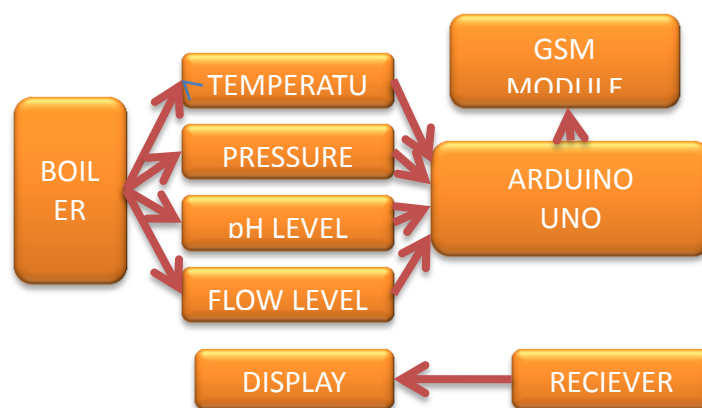 GSM
MODULE
TEMPERATU
PRESSURE
BOIL
ER
ARDUINO
UNO
pH LEVEL
FLOW LEVEL
DISPLAY
RECIEVER